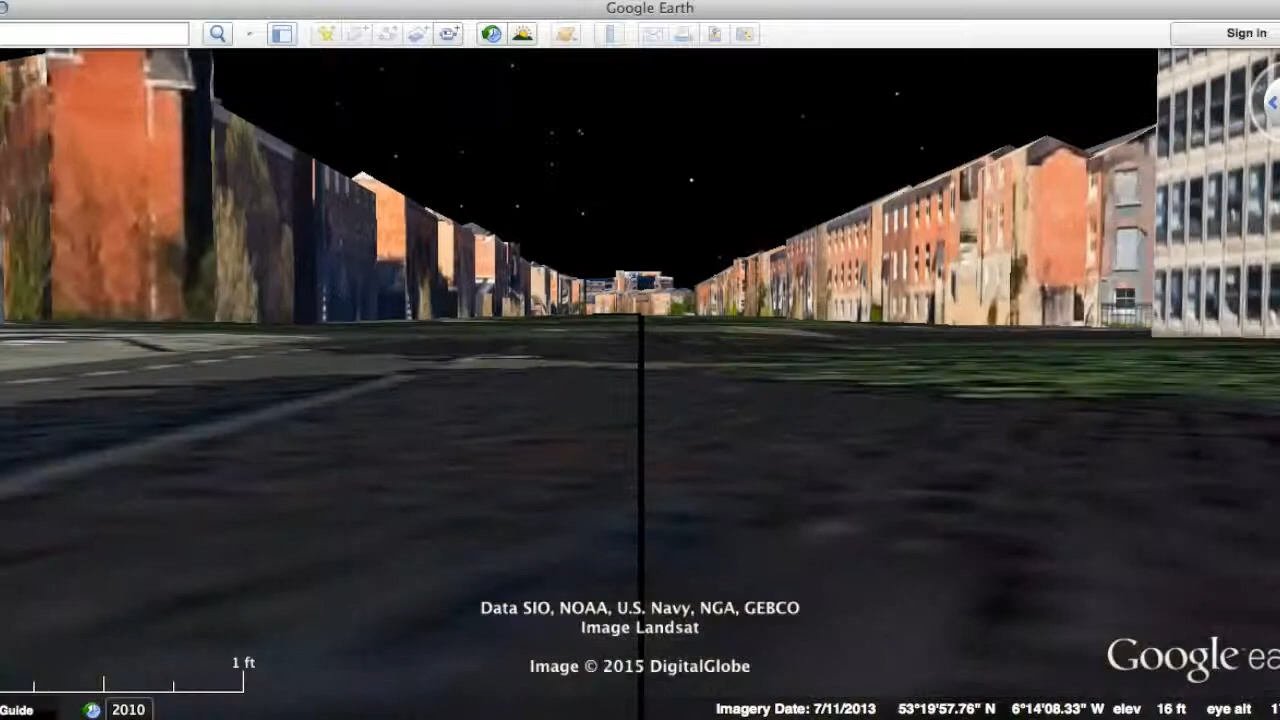 Google Earth
Sign in
Data SIO, NOAA, U.S. Navy, NGA, GEBCO
Image Landsat
Image © 2015 DigitalGlobe
1 ft
Google ea
Guide
2010
Imagery Date: 7/11/2013 53°19'57.76" N 6°14'08.33" W elev 16 ft eye alt